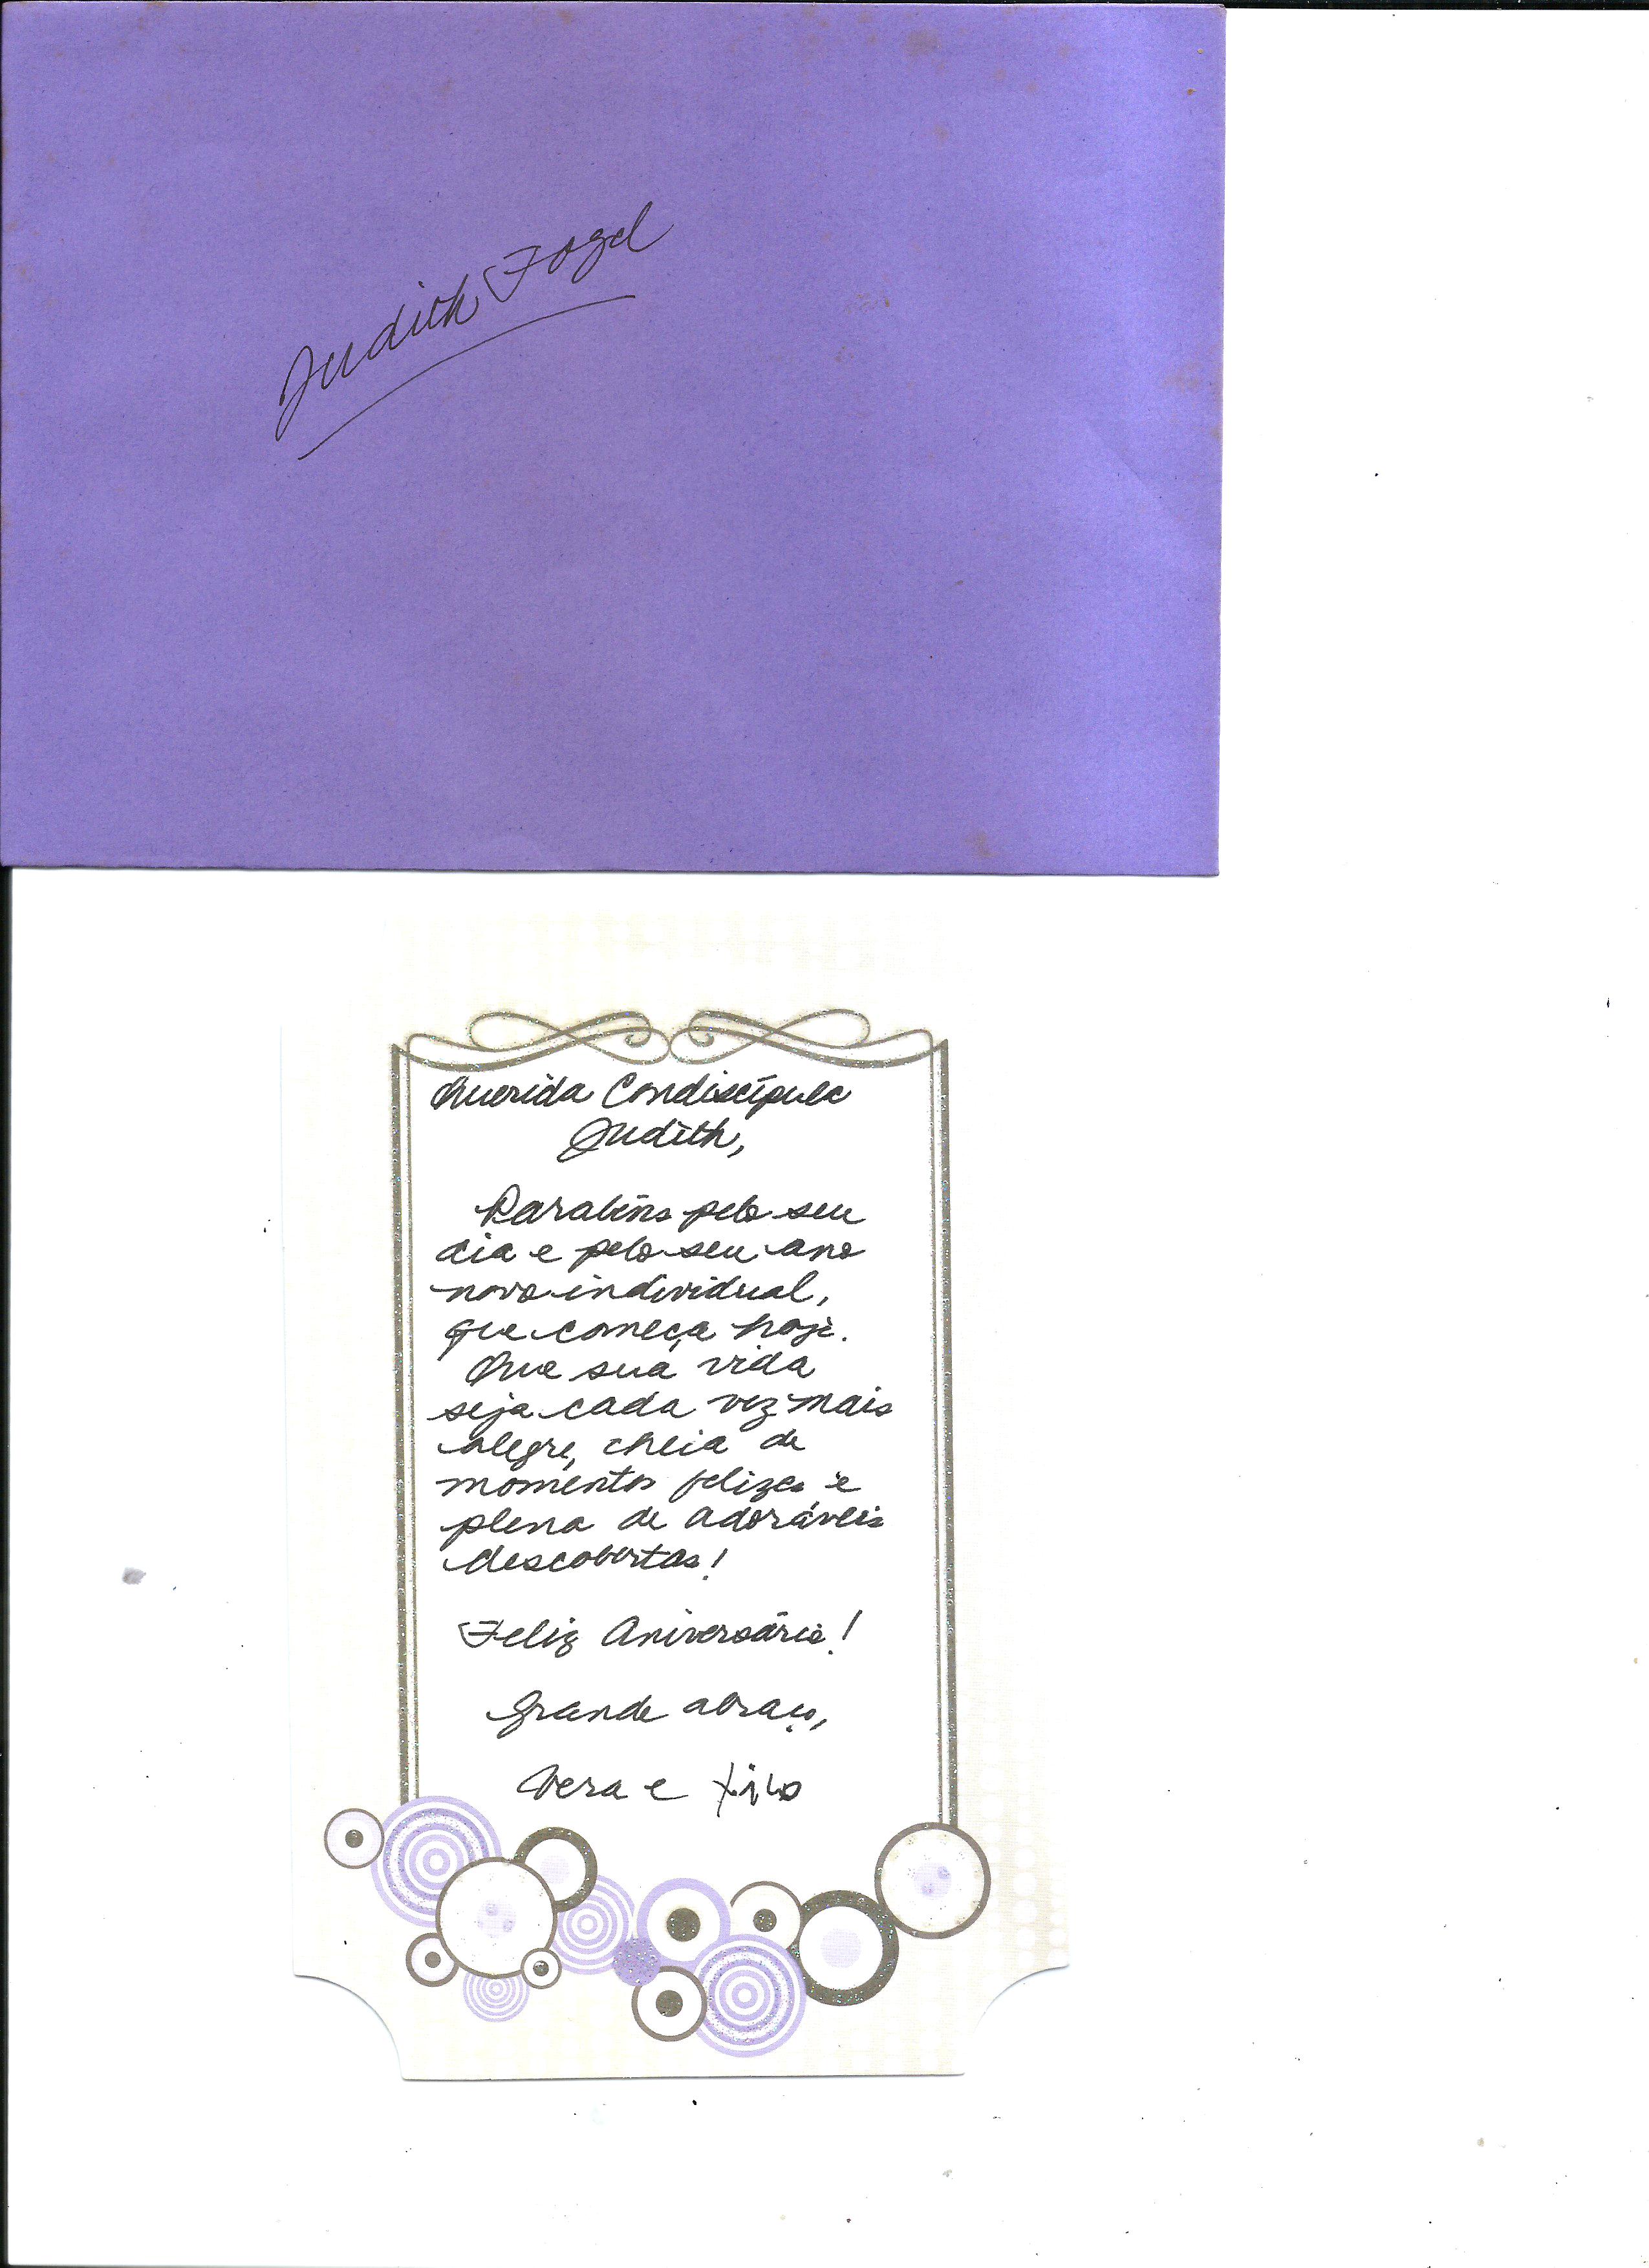 Judith Fogel
Querida Condiscípula
Judith,
Parabéns pelo seu
dia e pelo seu ano
novo individual,
que começa hoje.
Que sua vida
seja cada vez mais
alegre, cheia de
momentos felizes e
plena de adoráveis
descobertas!
Feliz Aniversário!
Grande abraço,
Vera e